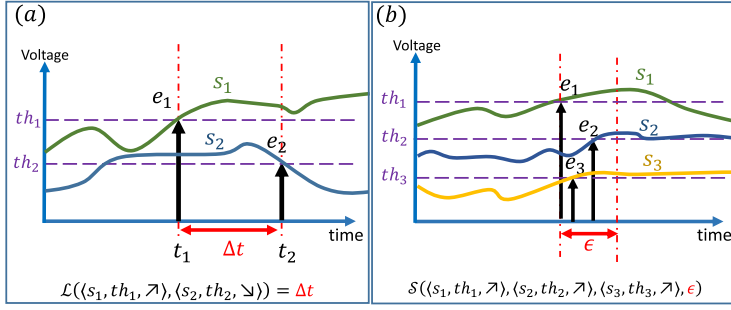 (a)
Voltage
e₁
s₁
th₁
s₂
e₂
th₂
time
t₁
Δt
t₂
ℒ(⟨s₁, th₁, ↗⟩, ⟨s₂, th₂, ↘⟩) = Δt
(b)
Voltage
s₁
e₁
th₁
e₂
s₂
th₂
e₃
s₃
th₃
time
ϵ
𝒮(⟨s₁, th₁, ↗⟩, ⟨s₂, th₂, ↗⟩, ⟨s₃, th₃, ↗⟩, ϵ)